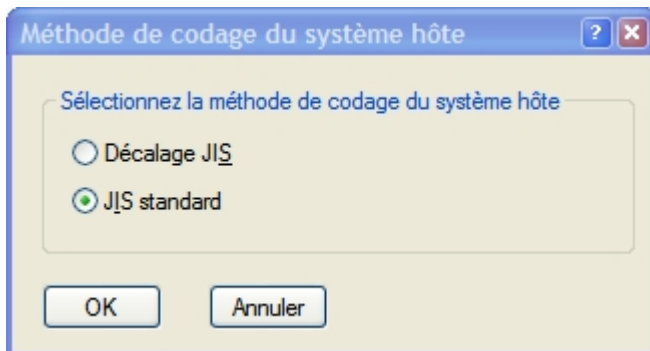 Méthode de codage du système hôte
Sélectionnez la méthode de codage du système hôte
Décalage JIS
JIS standard
OK Annuler